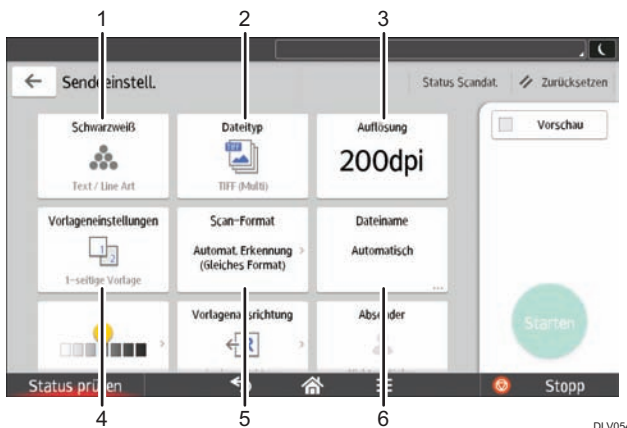 1 2 3
Sendeeinstell.
Status Scandat. Zurücksetzen
Schwarzweiß Dateityp Auflösung Vorschau
200dpi
Text / Line Art TIFF (Multi)
Vorlageneinstellungen Scan-Format Dateiname
Automat. Erkennung Automatisch
(Gleiches Format)
1-seitige Vorlage ...
Vorlagenausrichtung Absender
Starten
Status prüfen Stopp
4 5 6